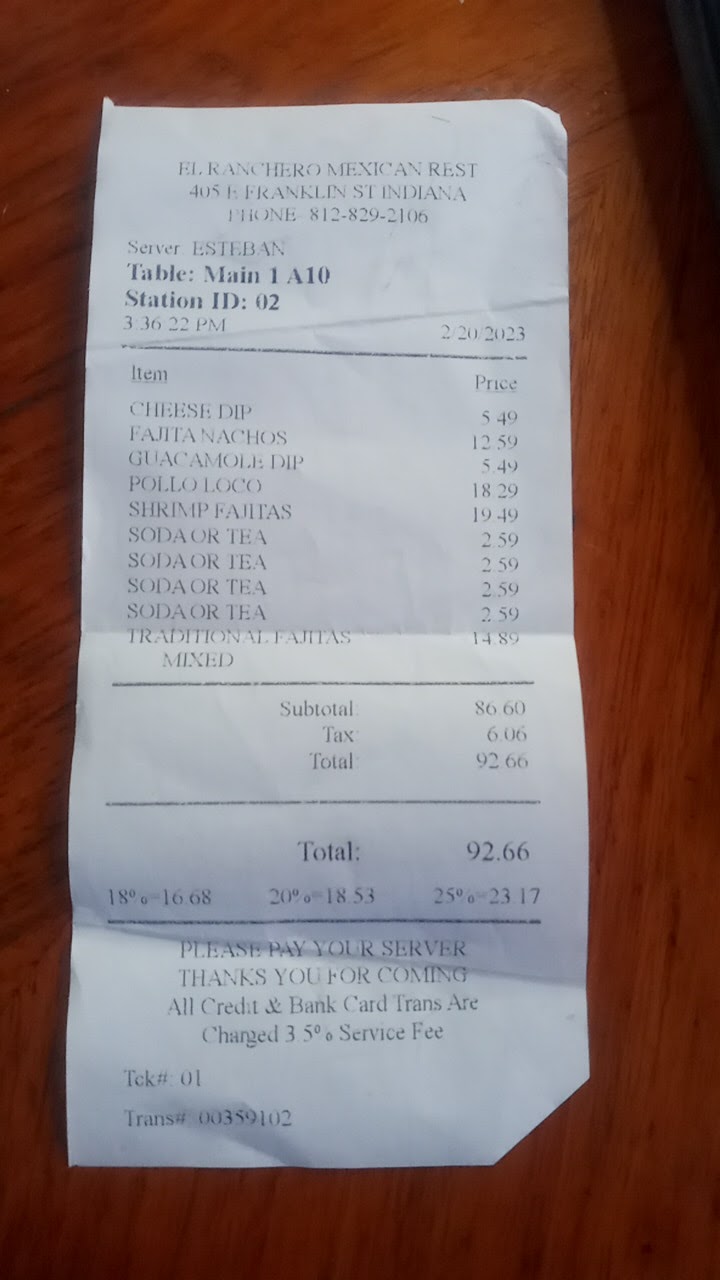 EL RANCHERO MEXICAN REST
405 E FRANKLIN ST INDIANA
PHONE 812-829-2106
Server: ESTEBAN
Table: Main 1 A10
Station ID: 02
3:36:22 PM 2/20/2023
Item Price
CHEESE DIP 5.49
FAJITA NACHOS 12.59
GUACAMOLE DIP 5.49
POLLO LOCO 18.29
SHRIMP FAJITAS 19.49
SODA OR TEA 2.59
SODA OR TEA 2.59
SODA OR TEA 2.59
SODA OR TEA 2.59
TRADITIONAL FAJITAS 14.89
MIXED
Subtotal: 86.60
Tax: 6.06
Total: 92.66
Total: 92.66
18%=16.68 20%=18.53 25%=23.17
PLEASE PAY YOUR SERVER
THANKS YOU FOR COMING
All Credit & Bank Card Trans Are
Charged 3.5% Service Fee
Tck#: 01
Trans#: 00359102